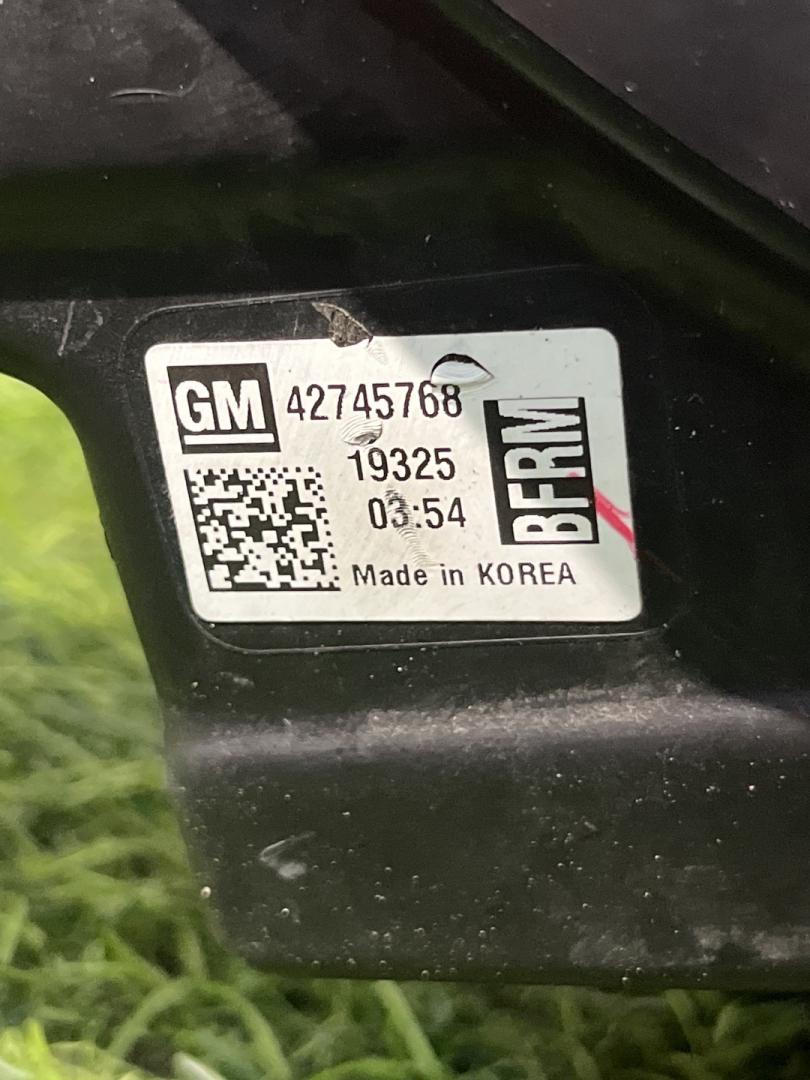 GM 42745768
19325
03:54
BFRM
Made in KOREA